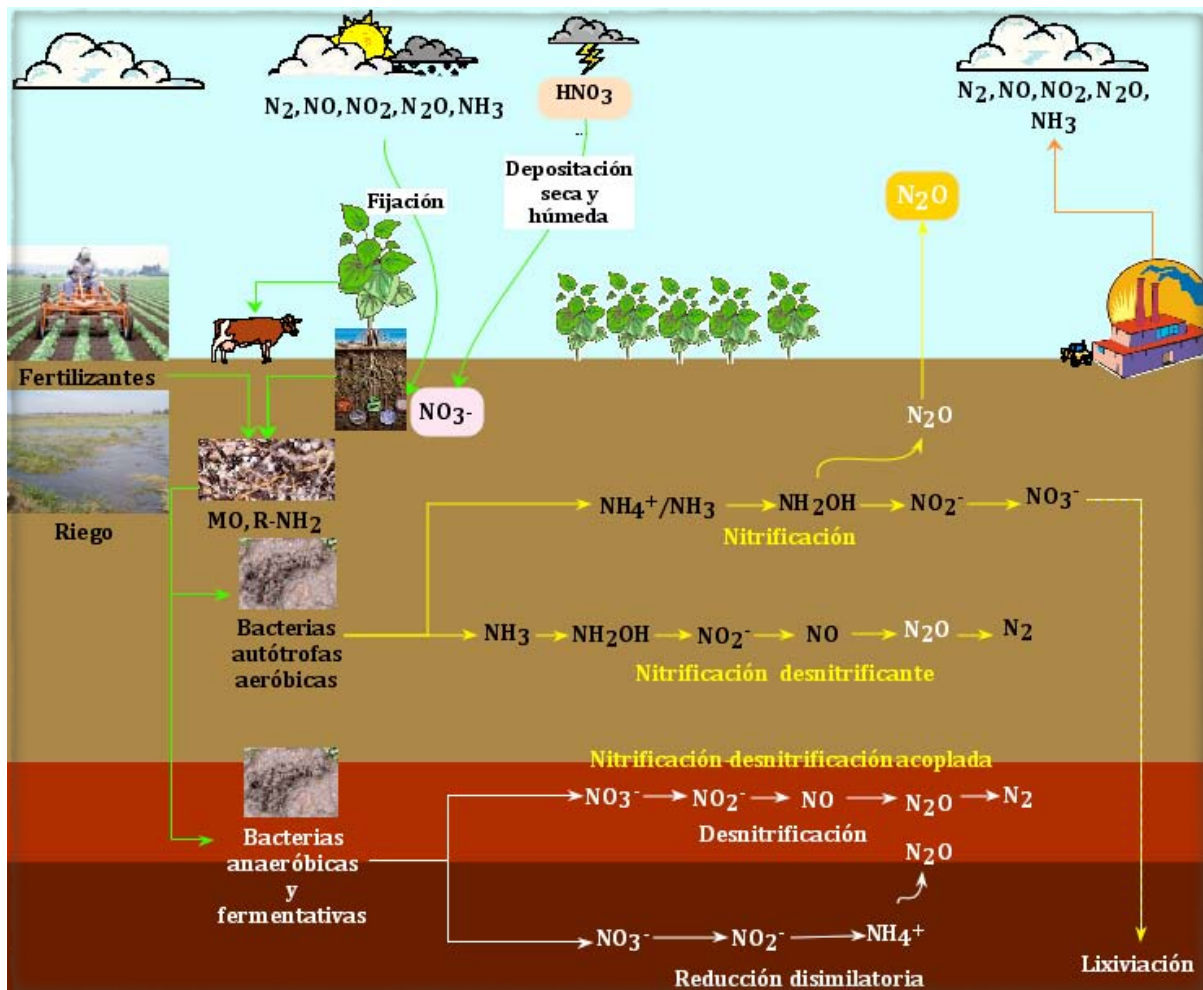 N2, NO, NO2, N2O, NH3
HNO3
..
N2, NO, NO2, N2O,
NH3
Fijación
Depositación
seca y
húmeda
N2O
Fertilizantes
NO3-
N2O
Riego
MO, R-NH2
NH4+/NH3 NH2OH NO2- NO3-
Nitrificación
Bacterias
autótrofas
aeróbicas
NH3 NH2OH NO2- NO N2O N2
Nitrificación desnitrificante
Nitrificación-desnitrificación acoplada
NO3- NO2- NO N2O N2
Desnitrificación
Bacterias
anaeróbicas
y
fermentativas
N2O
NO3- NO2- NH4+
Reducción disimilatoria
Lixiviación